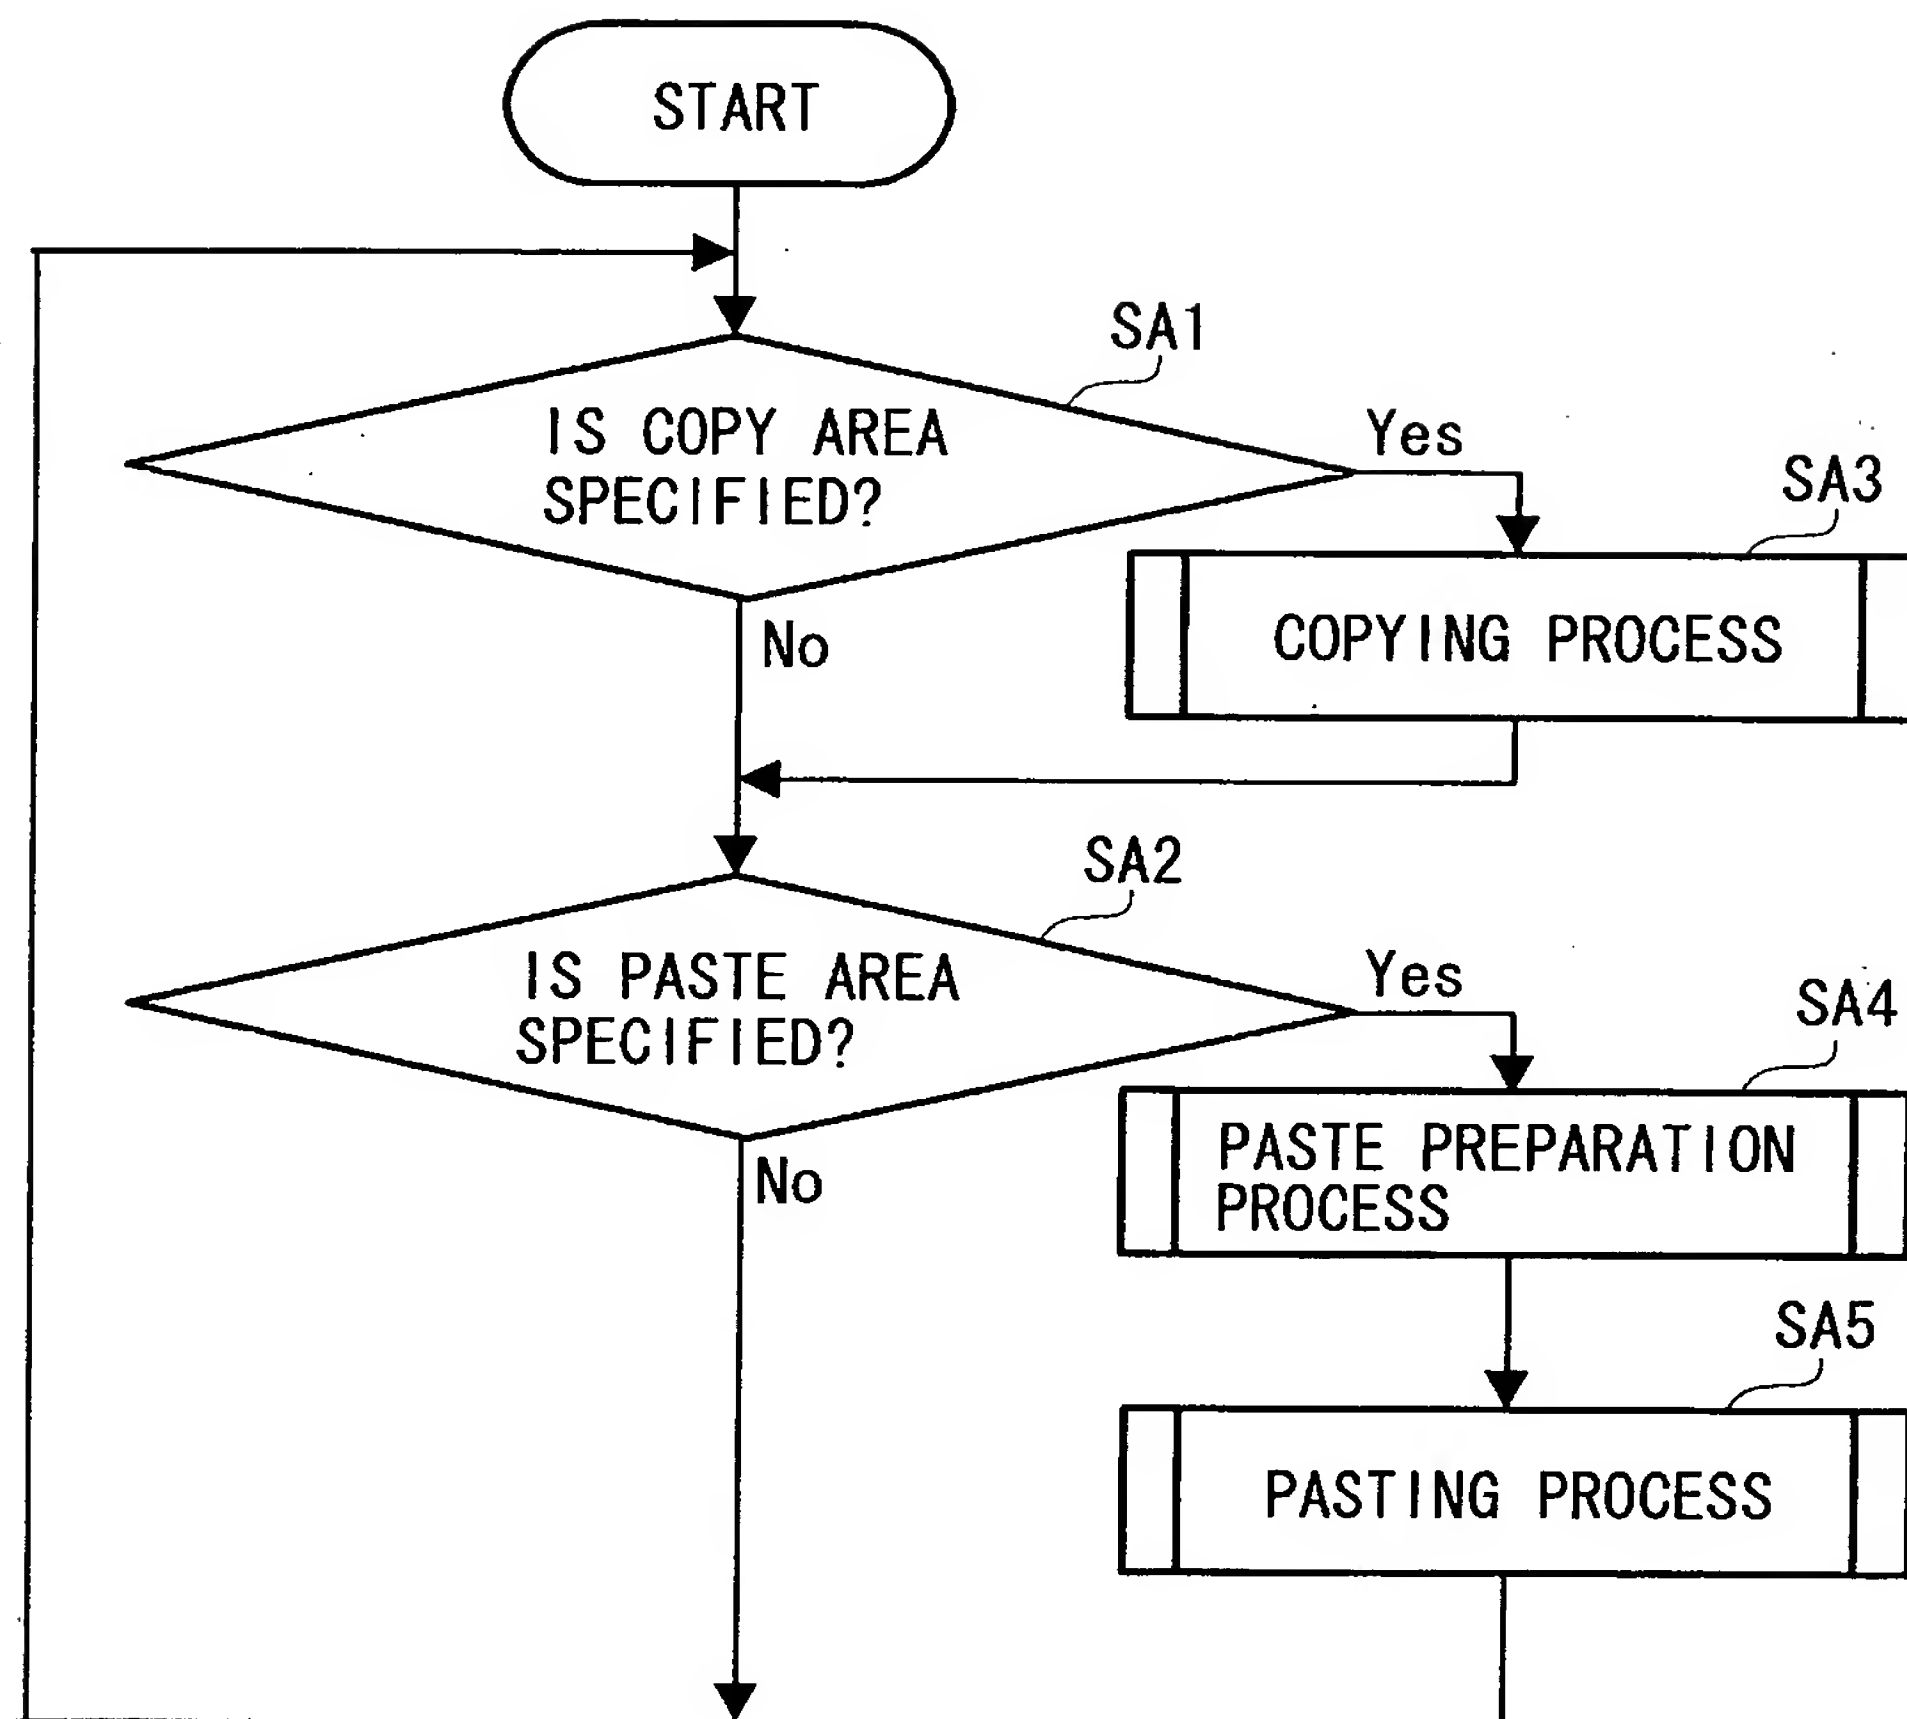 START
SA1
IS COPY AREA
SPECIFIED?
Yes
SA3
COPYING PROCESS
No
SA2
IS PASTE AREA
SPECIFIED?
Yes
SA4
PASTE PREPARATION
PROCESS
No
SA5
PASTING PROCESS